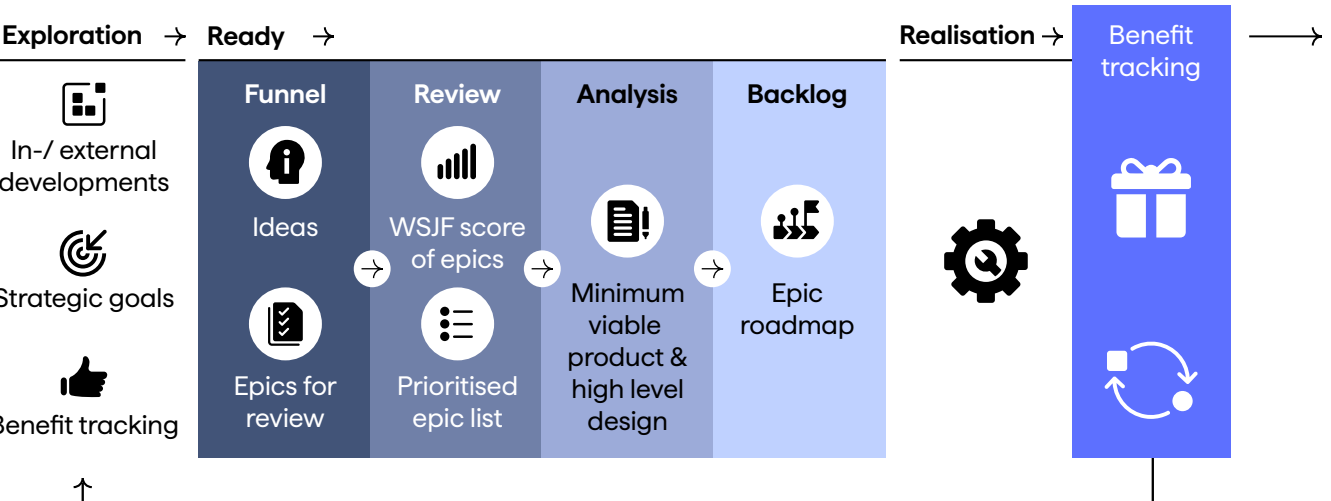 Exploration
In-/ external
developments
Strategic goals
Benefit tracking
Ready
Funnel
Ideas
Epics for
review
Review
WSJF score
of epics
Prioritised
epic list
Analysis
Minimum
viable
product &
high level
design
Backlog
Epic
roadmap
Realisation
Benefit
tracking